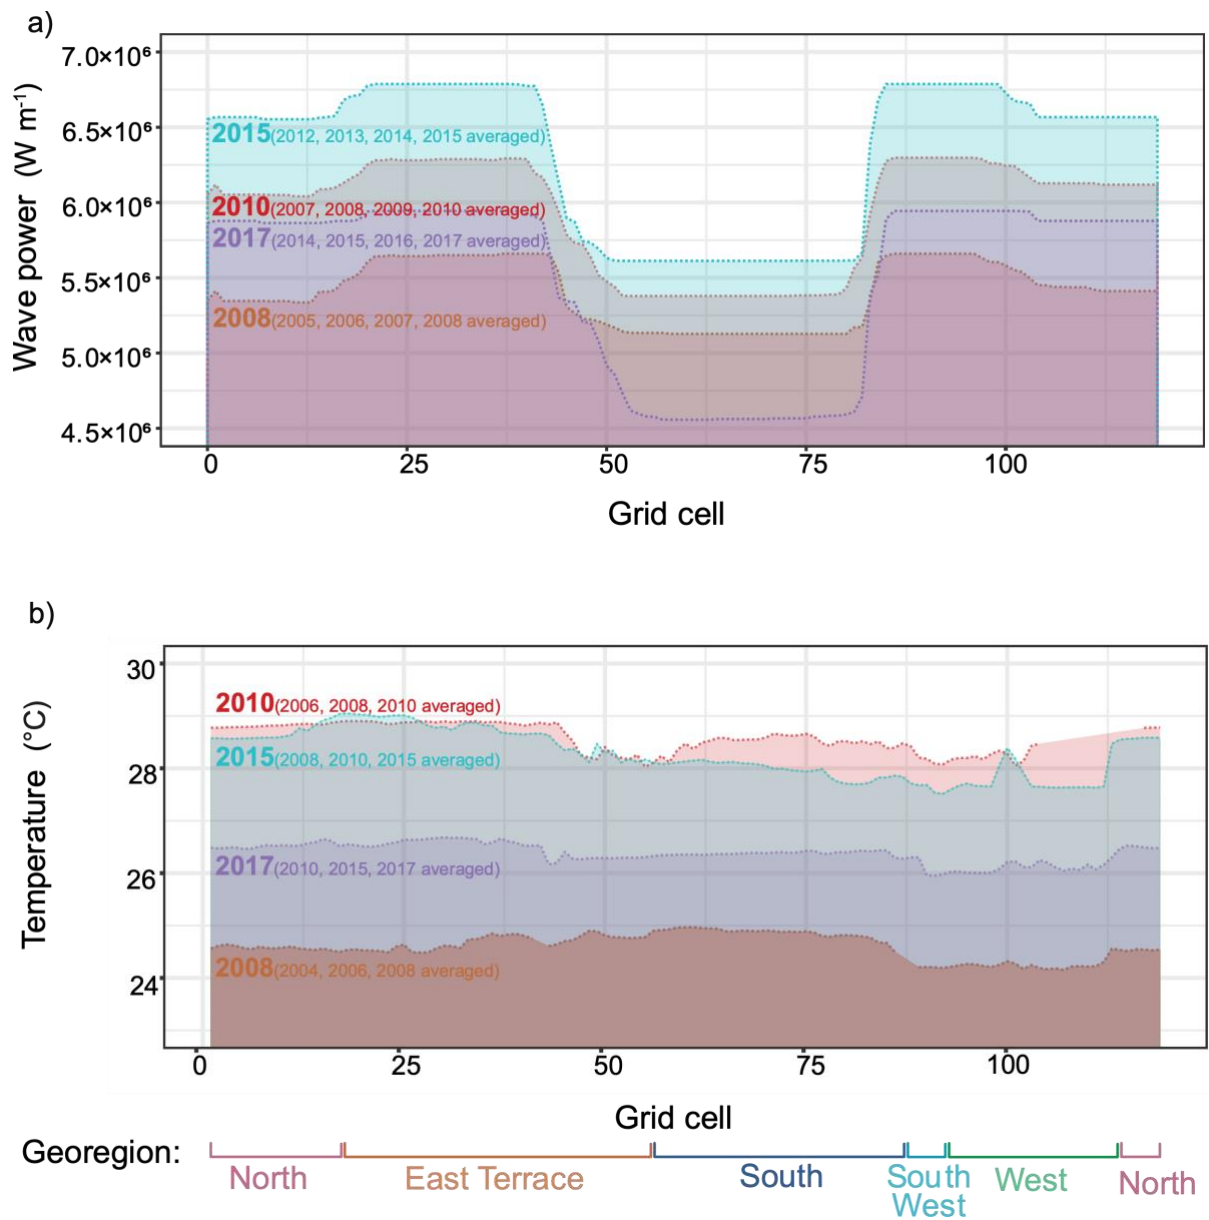 a)
Wave power (W m⁻¹)
7.0×10⁶
6.5×10⁶
6.0×10⁶
5.5×10⁶
5.0×10⁶
4.5×10⁶
2015(2012, 2013, 2014, 2015 averaged)
2010(2007, 2008, 2009, 2010 averaged)
2017(2014, 2015, 2016, 2017 averaged)
2008(2005, 2006, 2007, 2008 averaged)
0 25 50 75 100
Grid cell
b)
Temperature (°C)
30
28
26
24
2010(2006, 2008, 2010 averaged)
2015(2008, 2010, 2015 averaged)
2017(2010, 2015, 2017 averaged)
2008(2004, 2006, 2008 averaged)
0 25 50 75 100
Grid cell
Georegion:
North East Terrace South South West North
West